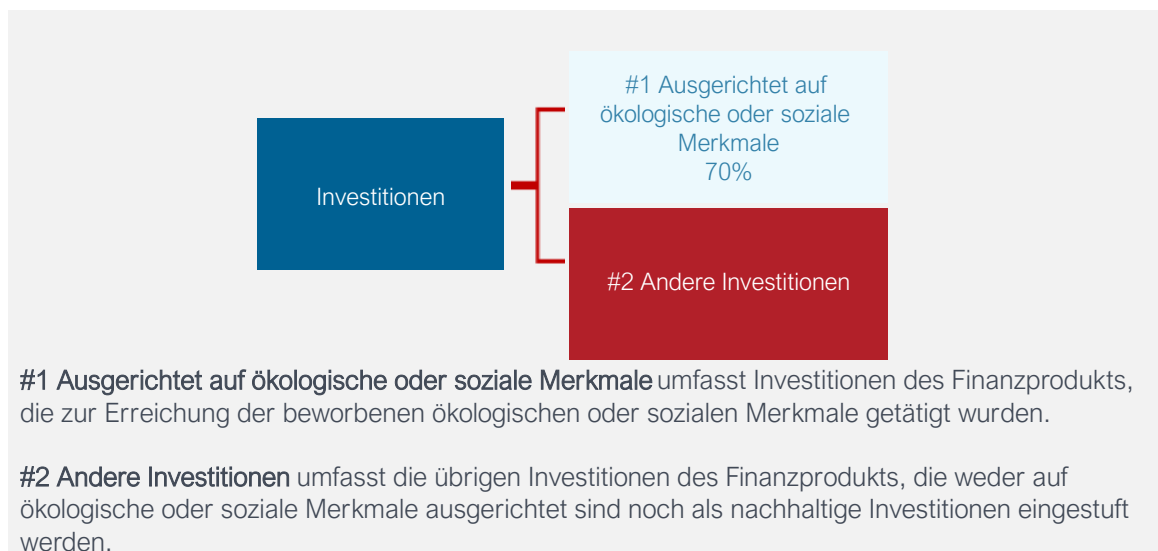 #1 Ausgerichtet auf
ökologische oder soziale
Merkmale
70%
Investitionen
#2 Andere Investitionen
#1 Ausgerichtet auf ökologische oder soziale Merkmale umfasst Investitionen des Finanzprodukts,
die zur Erreichung der beworbenen ökologischen oder sozialen Merkmale getätigt wurden.
#2 Andere Investitionen umfasst die übrigen Investitionen des Finanzprodukts, die weder auf
ökologische oder soziale Merkmale ausgerichtet sind noch als nachhaltige Investitionen eingestuft
werden.